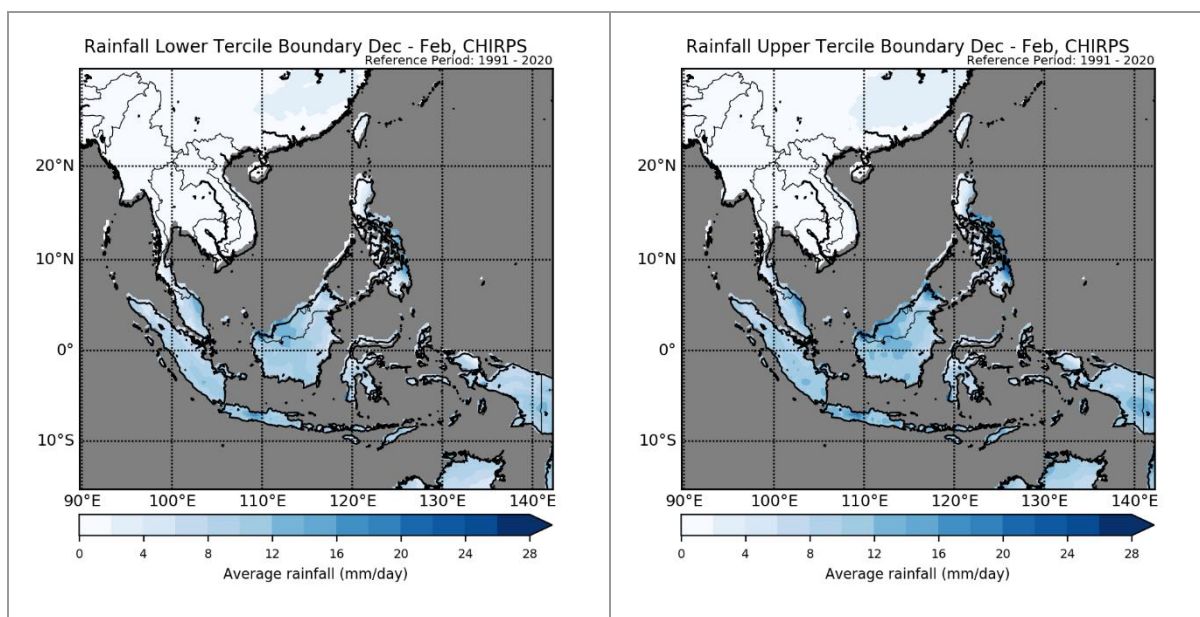 Rainfall Lower Tercile Boundary Dec - Feb, CHIRPS
Reference Period: 1991 - 2020
20°N
10°N
0°
10°S
90°E 100°E 110°E 120°E 130°E 140°E
0 4 8 12 16 20 24 28
Average rainfall (mm/day)
Rainfall Upper Tercile Boundary Dec - Feb, CHIRPS
Reference Period: 1991 - 2020
20°N
10°N
0°
10°S
90°E 100°E 110°E 120°E 130°E 140°E
0 4 8 12 16 20 24 28
Average rainfall (mm/day)